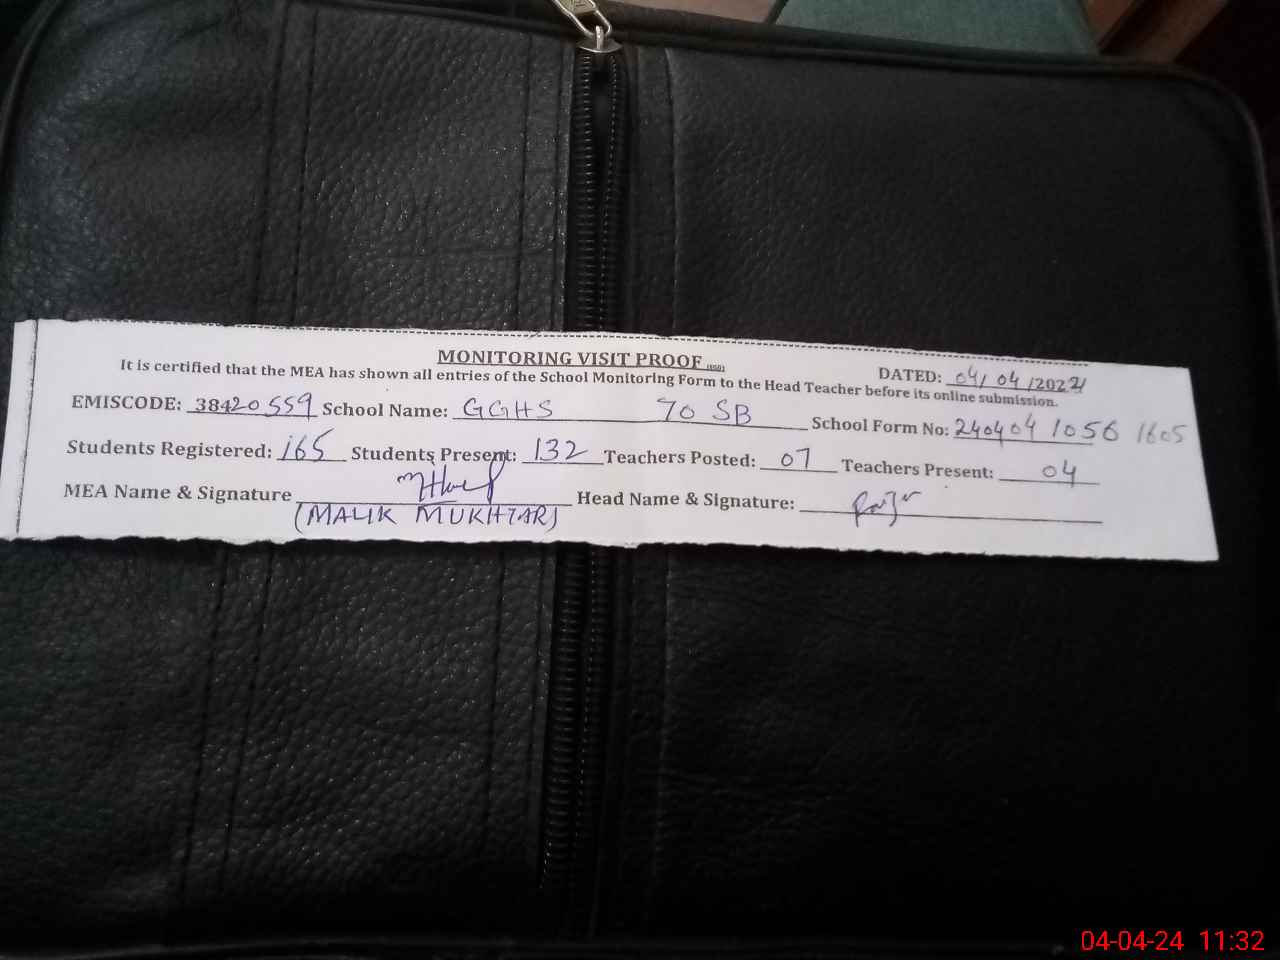 MONITORING VISIT PROOF
DATED: 04/04/2024
It is certified that the MEA has shown all entries of the School Monitoring Form to the Head Teacher before its online submission.
EMISCODE: 38420559 School Name: GGHS 70 SB School Form No: 240404 1056 1605
Students Registered: 165 Students Present: 132 Teachers Posted: 07 Teachers Present: 04
MEA Name & Signature Head Name & Signature:
(MALIK MUKHTAR)
04-04-24 11:32